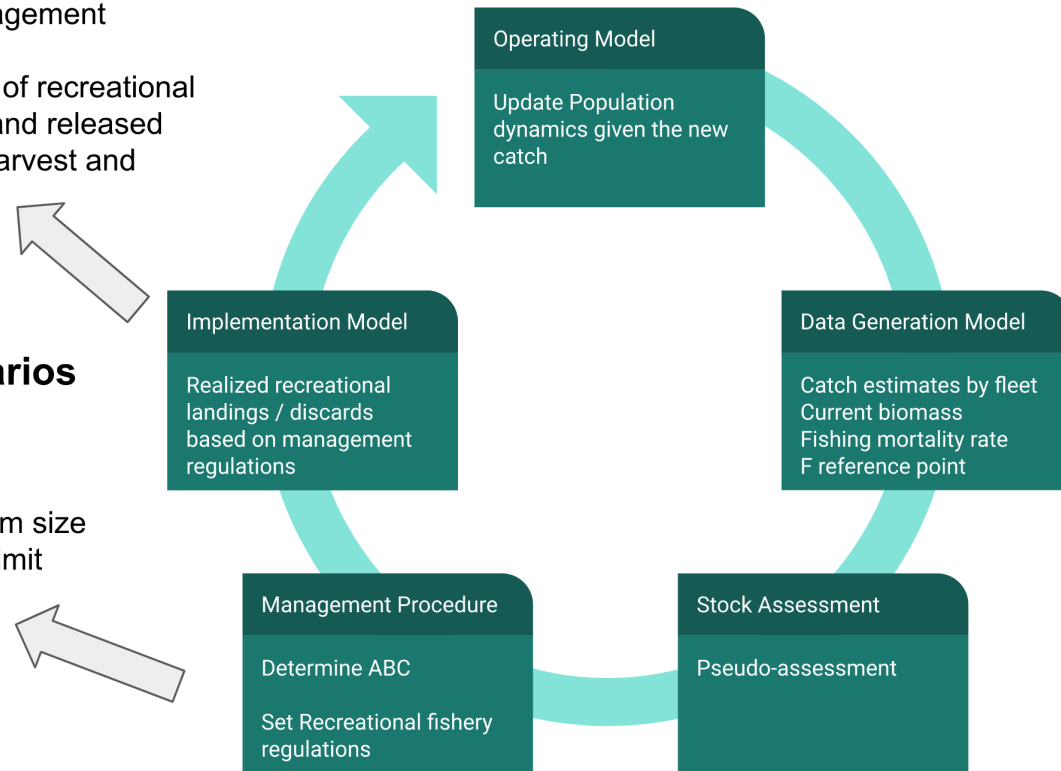 agement
of recreational
and released
arvest and
arios
m size
imit
Operating Model
Update Population
dynamics given the new
catch
Data Generation Model
Catch estimates by fleet
Current biomass
Fishing mortality rate
F reference point
Stock Assessment
Pseudo-assessment
Management Procedure
Determine ABC
Set Recreational fishery
regulations
Implementation Model
Realized recreational
landings / discards
based on management
regulations